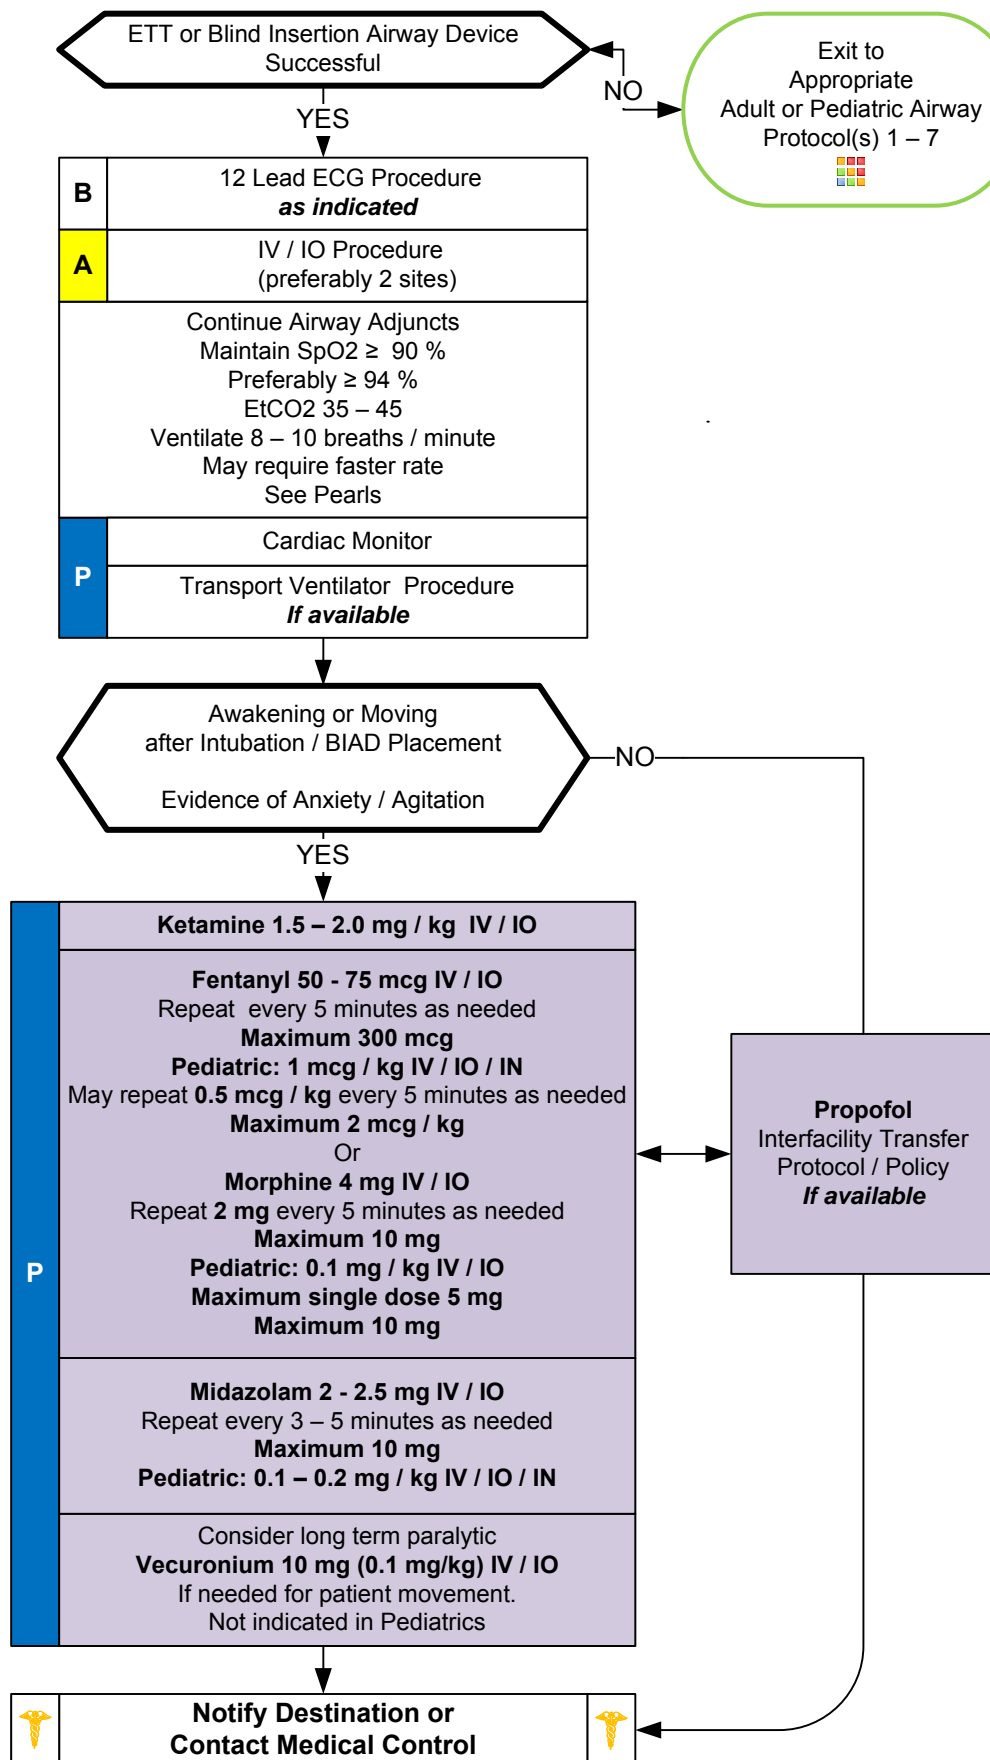 ETT or Blind Insertion Airway Device
Successful
NO
Exit to
Appropriate
Adult or Pediatric Airway
Protocol(s) 1 – 7
YES
B
12 Lead ECG Procedure
as indicated
A
IV / IO Procedure
(preferably 2 sites)
Continue Airway Adjuncts
Maintain SpO2 ≥ 90 %
Preferably ≥ 94 %
EtCO2 35 – 45
Ventilate 8 – 10 breaths / minute
May require faster rate
See Pearls
P
Cardiac Monitor
Transport Ventilator Procedure
If available
Awakening or Moving
after Intubation / BIAD Placement
Evidence of Anxiety / Agitation
NO
YES
P
Ketamine 1.5 – 2.0 mg / kg IV / IO
Fentanyl 50 - 75 mcg IV / IO
Repeat every 5 minutes as needed
Maximum 300 mcg
Pediatric: 1 mcg / kg IV / IO / IN
May repeat 0.5 mcg / kg every 5 minutes as needed
Maximum 2 mcg / kg
Or
Morphine 4 mg IV / IO
Repeat 2 mg every 5 minutes as needed
Maximum 10 mg
Pediatric: 0.1 mg / kg IV / IO
Maximum single dose 5 mg
Maximum 10 mg
Midazolam 2 - 2.5 mg IV / IO
Repeat every 3 – 5 minutes as needed
Maximum 10 mg
Pediatric: 0.1 – 0.2 mg / kg IV / IO / IN
Consider long term paralytic
Vecuronium 10 mg (0.1 mg/kg) IV / IO
If needed for patient movement.
Not indicated in Pediatrics
Propofol
Interfacility Transfer
Protocol / Policy
If available
Notify Destination or
Contact Medical Control